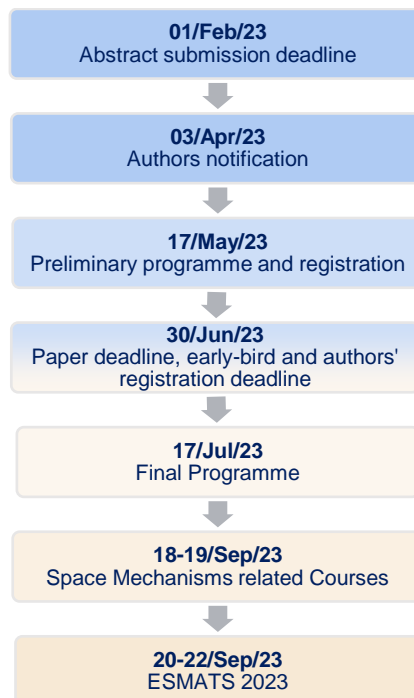 01/Feb/23
Abstract submission deadline
03/Apr/23
Authors notification
17/May/23
Preliminary programme and registration
30/Jun/23
Paper deadline, early-bird and authors'
registration deadline
17/Jul/23
Final Programme
18-19/Sep/23
Space Mechanisms related Courses
20-22/Sep/23
ESMATS 2023